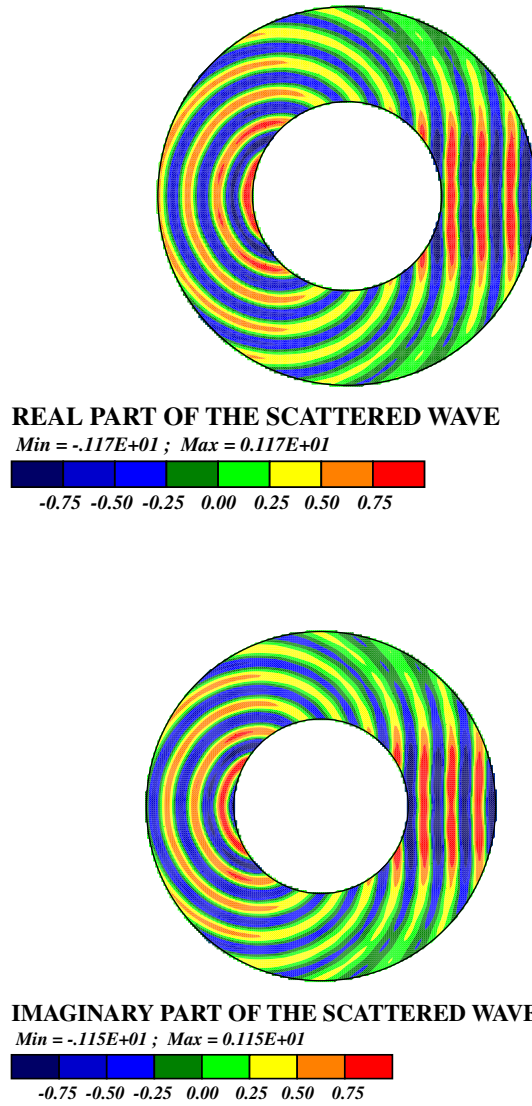 REAL PART OF THE SCATTERED WAVE
Min = -.117E+01 ; Max = 0.117E+01
-0.75 -0.50 -0.25 0.00 0.25 0.50 0.75
IMAGINARY PART OF THE SCATTERED WAVE
Min = -.115E+01 ; Max = 0.115E+01
-0.75 -0.50 -0.25 0.00 0.25 0.50 0.75